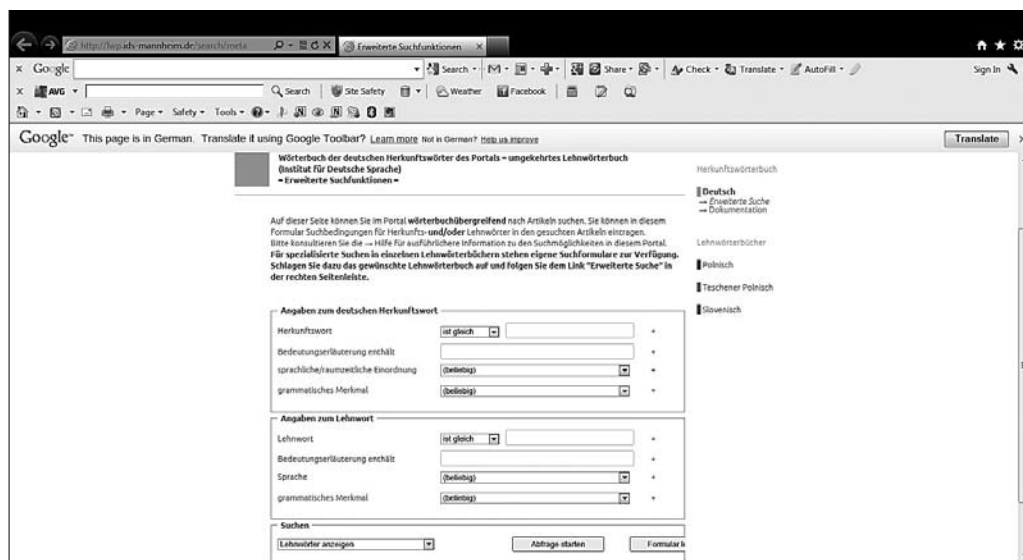 http://lwp.ids-mannheim.de/search/meta Erweiterte Suchfunktionen
x Google Search Share Check Translate AutoFill Sign In
x AVG Search Site Safety Weather Facebook
Page Safety Tools
Google This page is in German. Translate it using Google Toolbar? Learn more Not in German? Help us improve Translate
Wörterbuch der deutschen Herkunftswörter des Portals – umgekehrtes Lehnwörterbuch
(Institut für Deutsche Sprache)
– Erweiterte Suchfunktionen –
Auf dieser Seite können Sie im Portal wörterbuchübergreifend nach Artikeln suchen. Sie können in diesem
Formular Suchbedingungen für Herkunfts- und/oder Lehnwörter in den gesuchten Artikeln eintragen.
Bitte konsultieren Sie die → Hilfe für ausführlichere Information zu den Suchmöglichkeiten in diesem Portal.
Für spezialisierte Suchen in einzelnen Lehnwörterbüchern stehen eigene Suchformulare zur Verfügung.
Schlagen Sie dazu das gewünschte Lehnwörterbuch auf und folgen Sie dem Link "Erweiterte Suche" in
der rechten Seitenleiste.
Angaben zum deutschen Herkunftswort
Herkunftswort ist gleich +
Bedeutungserläuterung enthält +
sprachliche/raumzeitliche Einordnung (beliebig) +
grammatisches Merkmal (beliebig) +
Angaben zum Lehnwort
Lehnwort ist gleich +
Bedeutungserläuterung enthält +
Sprache (beliebig) +
grammatisches Merkmal (beliebig) +
Suchen
Lehnwörter anzeigen Abfrage starten Formular
Herkunftswörterbuch
Deutsch
→ Erweiterte Suche
→ Dokumentation
Lehnwörterbücher
Polnisch
Teschener Polnisch
Slovenisch